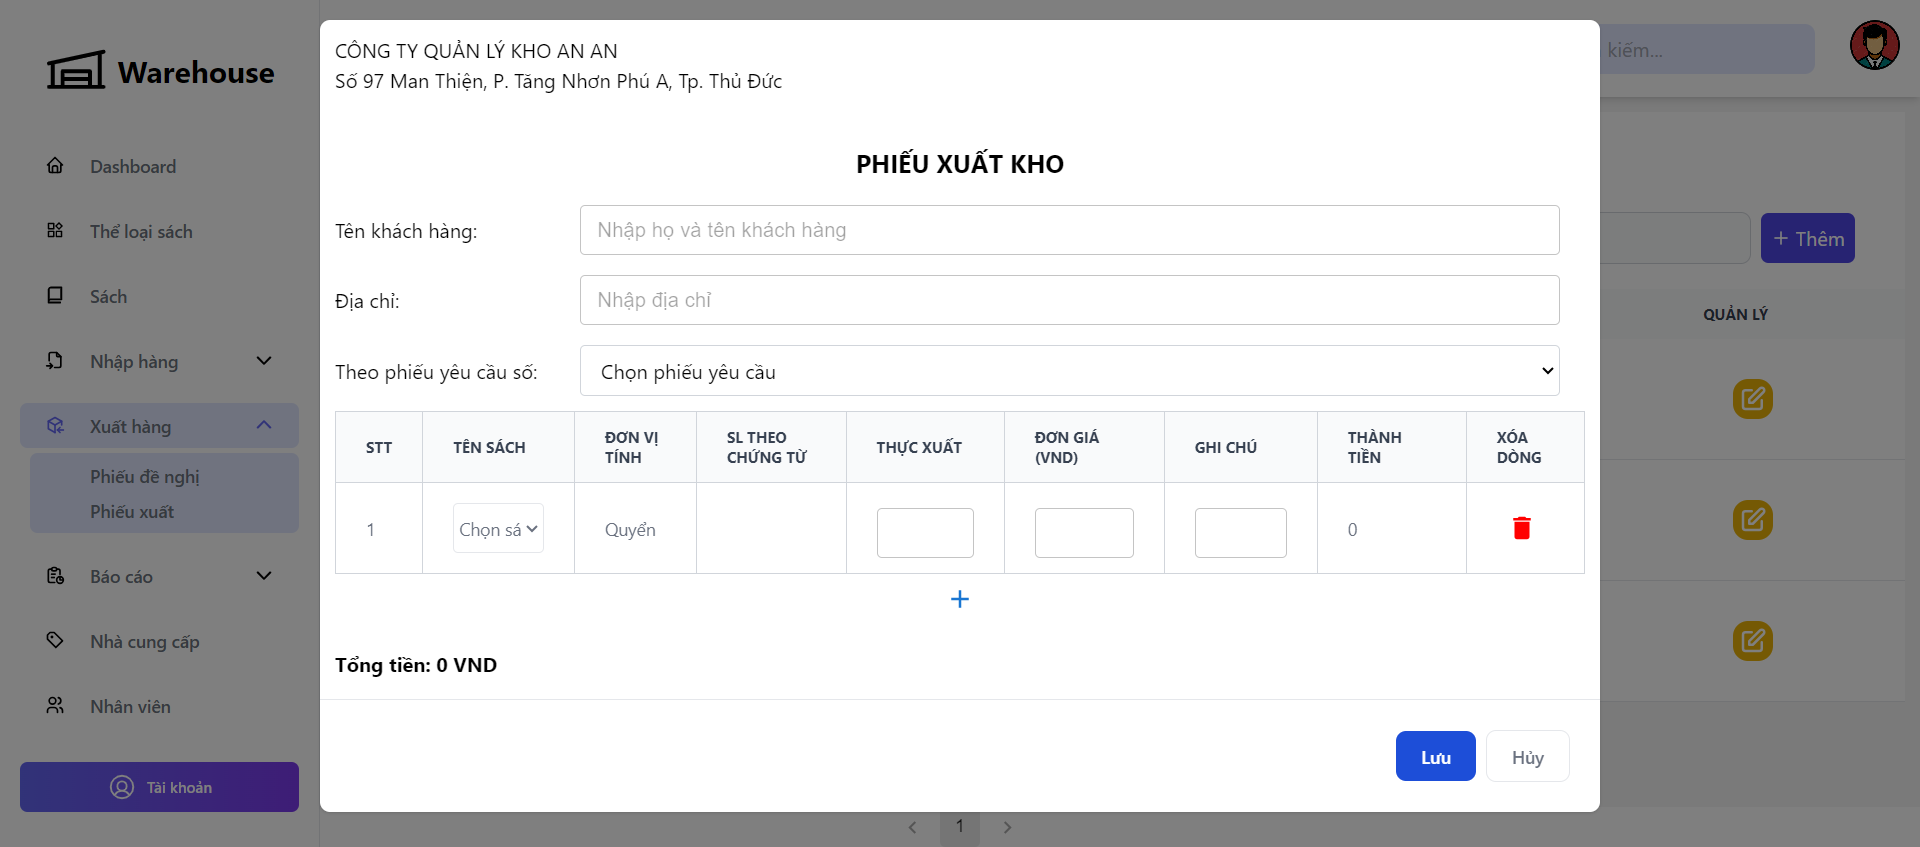 Warehouse
Dashboard
Thể loại sách
Sách
Nhập hàng
Xuất hàng
Phiếu đề nghị
Phiếu xuất
Báo cáo
Nhà cung cấp
Nhân viên
Tài khoản
kiếm...
+ Thêm
QUẢN LÝ
CÔNG TY QUẢN LÝ KHO AN AN
Số 97 Man Thiện, P. Tăng Nhơn Phú A, Tp. Thủ Đức
PHIẾU XUẤT KHO
Tên khách hàng: Nhập họ và tên khách hàng
Địa chỉ: Nhập địa chỉ
Theo phiếu yêu cầu số: Chọn phiếu yêu cầu
STT TÊN SÁCH ĐƠN VỊ TÍNH SL THEO CHỨNG TỪ THỰC XUẤT ĐƠN GIÁ (VND) GHI CHÚ THÀNH TIỀN XÓA DÒNG
1 Chọn sá Quyển 0
+
Tổng tiền: 0 VND
Lưu Hủy
1